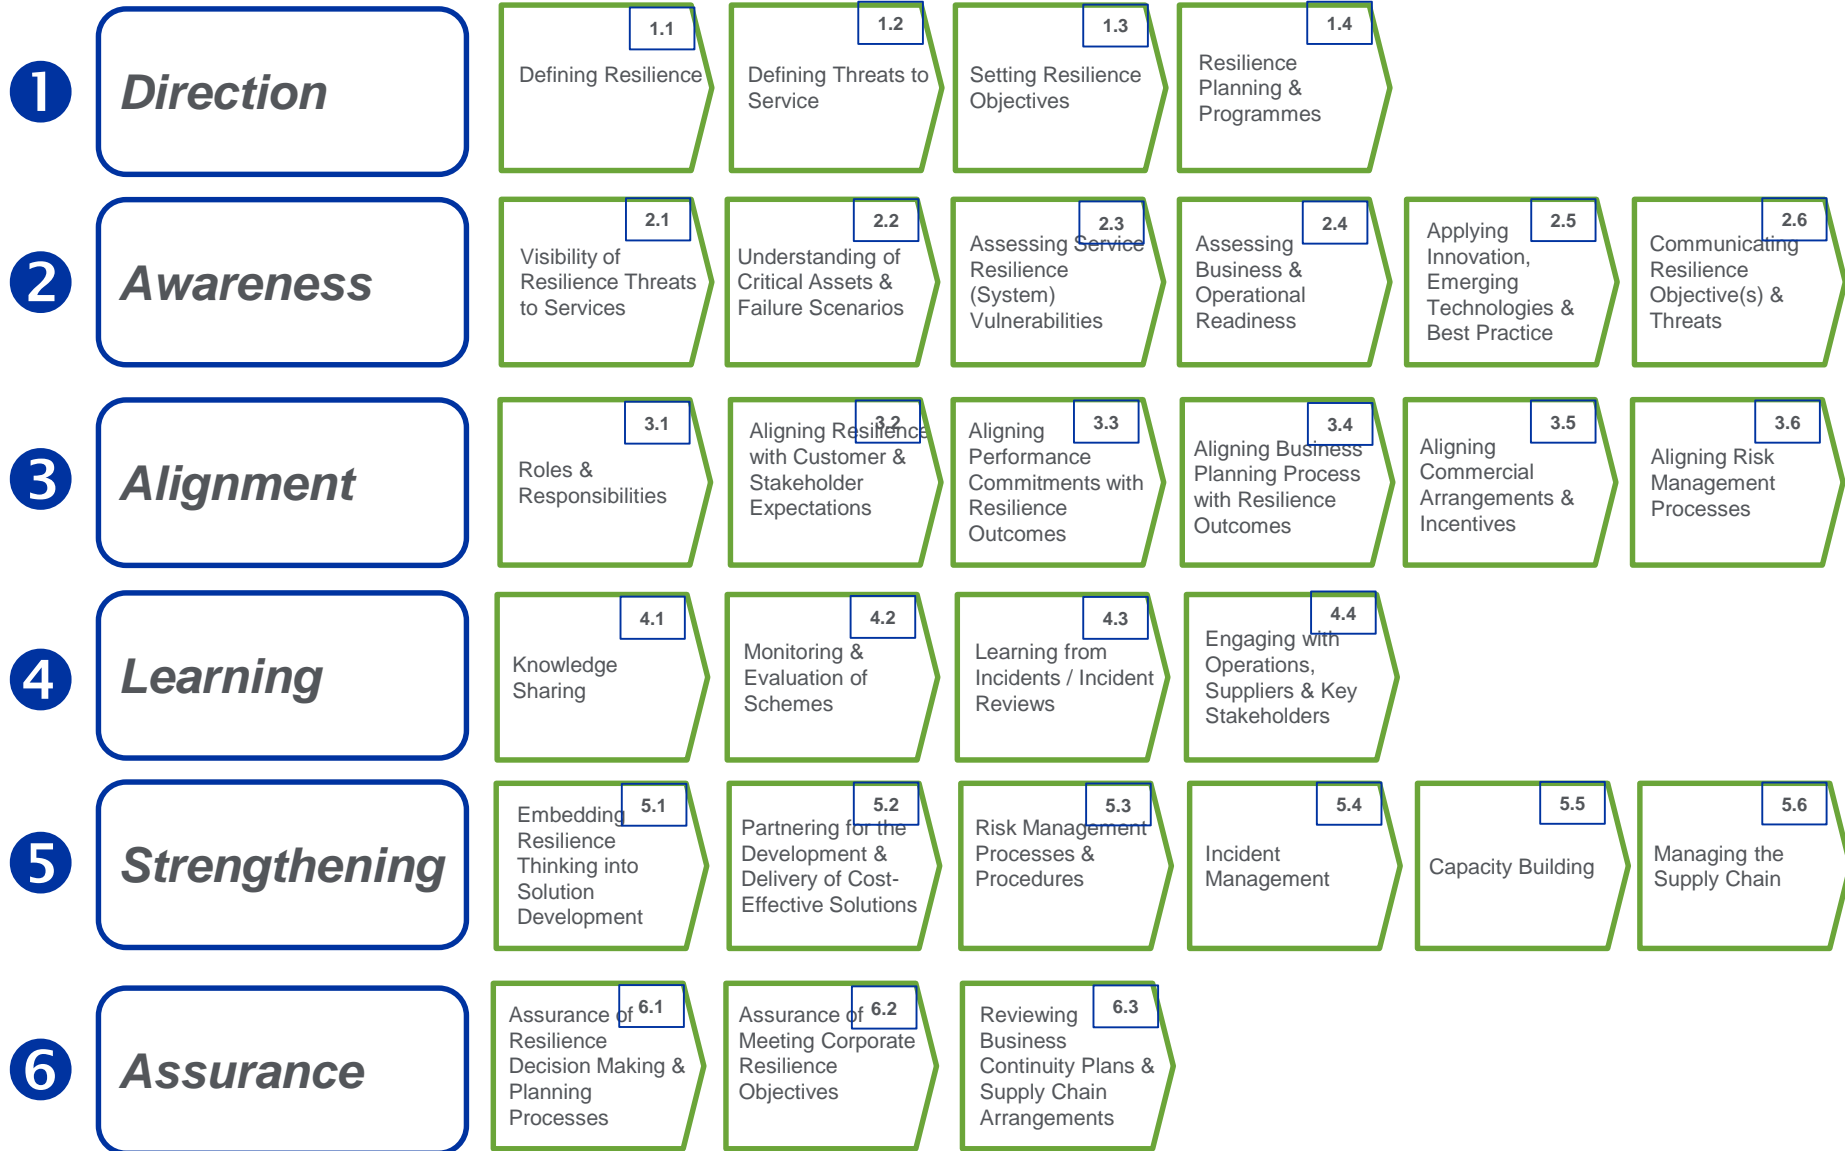 1
Direction
1.1
Defining Resilience
1.2
Defining Threats to
Service
1.3
Setting Resilience
Objectives
1.4
Resilience
Planning &
Programmes
2
Awareness
2.1
Visibility of
Resilience Threats
to Services
2.2
Understanding of
Critical Assets &
Failure Scenarios
2.3
Assessing Service
Resilience
(System)
Vulnerabilities
2.4
Assessing
Business &
Operational
Readiness
2.5
Applying
Innovation,
Emerging
Technologies &
Best Practice
2.6
Communicating
Resilience
Objective(s) &
Threats
3
Alignment
3.1
Roles &
Responsibilities
3.2
Aligning Resilience
with Customer &
Stakeholder
Expectations
3.3
Aligning
Performance
Commitments with
Resilience
Outcomes
3.4
Aligning Business
Planning Process
with Resilience
Outcomes
3.5
Aligning
Commercial
Arrangements &
Incentives
3.6
Aligning Risk
Management
Processes
4
Learning
4.1
Knowledge
Sharing
4.2
Monitoring &
Evaluation of
Schemes
4.3
Learning from
Incidents / Incident
Reviews
4.4
Engaging with
Operations,
Suppliers & Key
Stakeholders
5
Strengthening
5.1
Embedding
Resilience
Thinking into
Solution
Development
5.2
Partnering for the
Development &
Delivery of Cost-
Effective Solutions
5.3
Risk Management
Processes &
Procedures
5.4
Incident
Management
5.5
Capacity Building
5.6
Managing the
Supply Chain
6
Assurance
6.1
Assurance of
Resilience
Decision Making &
Planning
Processes
6.2
Assurance of
Meeting Corporate
Resilience
Objectives
6.3
Reviewing
Business
Continuity Plans &
Supply Chain
Arrangements